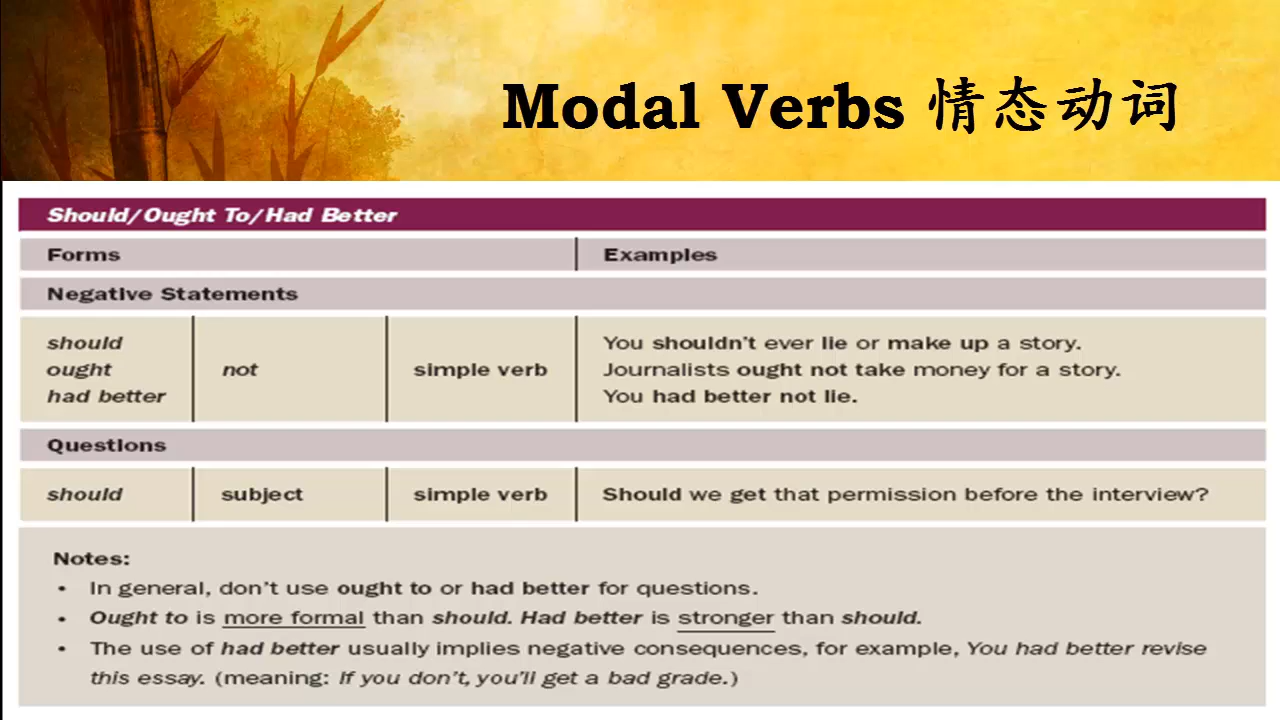 Modal Verbs 情态动词
Should/Ought To/Had Better
Forms Examples
Negative Statements
should
ought
had better
not
simple verb
You shouldn't ever lie or make up a story.
Journalists ought not take money for a story.
You had better not lie.
Questions
should subject simple verb Should we get that permission before the interview?
Notes:
• In general, don't use ought to or had better for questions.
• Ought to is more formal than should. Had better is stronger than should.
• The use of had better usually implies negative consequences, for example, You had better revise
this essay. (meaning: If you don't, you'll get a bad grade.)